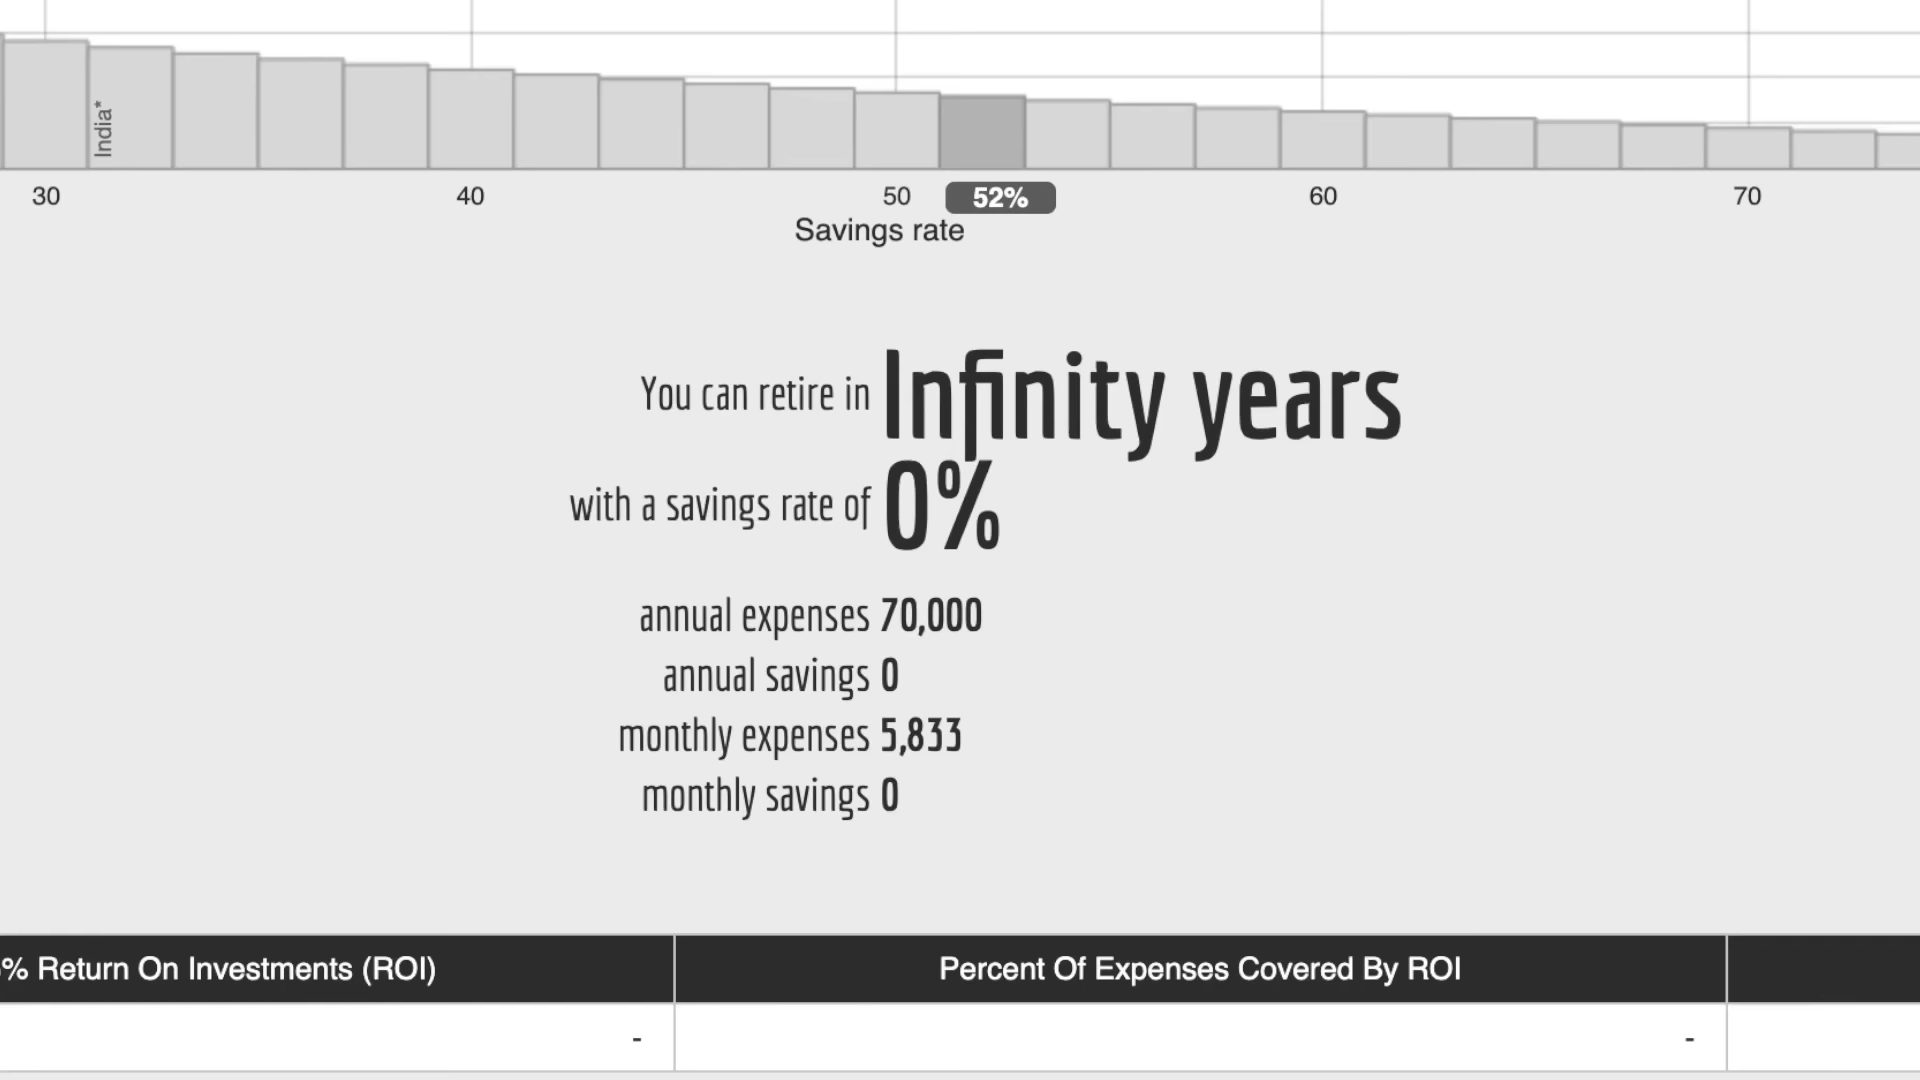 India*
30 40 50 52% 60 70
Savings rate
You can retire in Infinity years
with a savings rate of 0%
annual expenses 70,000
annual savings 0
monthly expenses 5,833
monthly savings 0
% Return On Investments (ROI) Percent Of Expenses Covered By ROI
- -